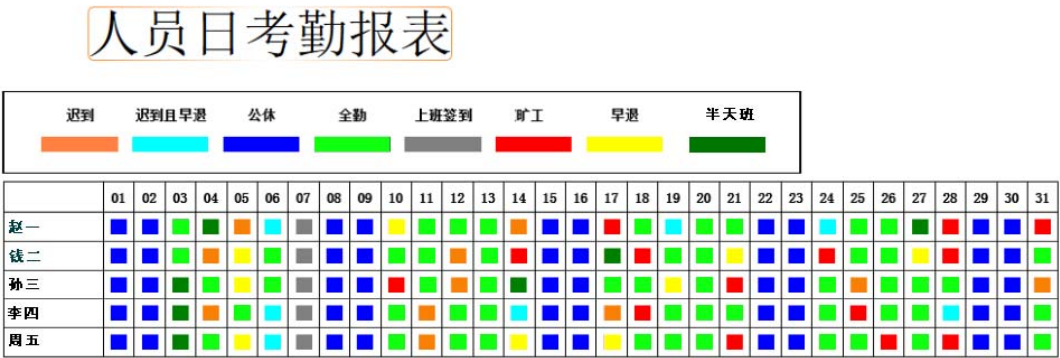 人员日考勤报表
迟到 迟到且早退 公休 全勤 上班签到 旷工 早退 半天班
01 02 03 04 05 06 07 08 09 10 11 12 13 14 15 16 17 18 19 20 21 22 23 24 25 26 27 28 29 30 31
赵一
钱二
孙三
李四
周五